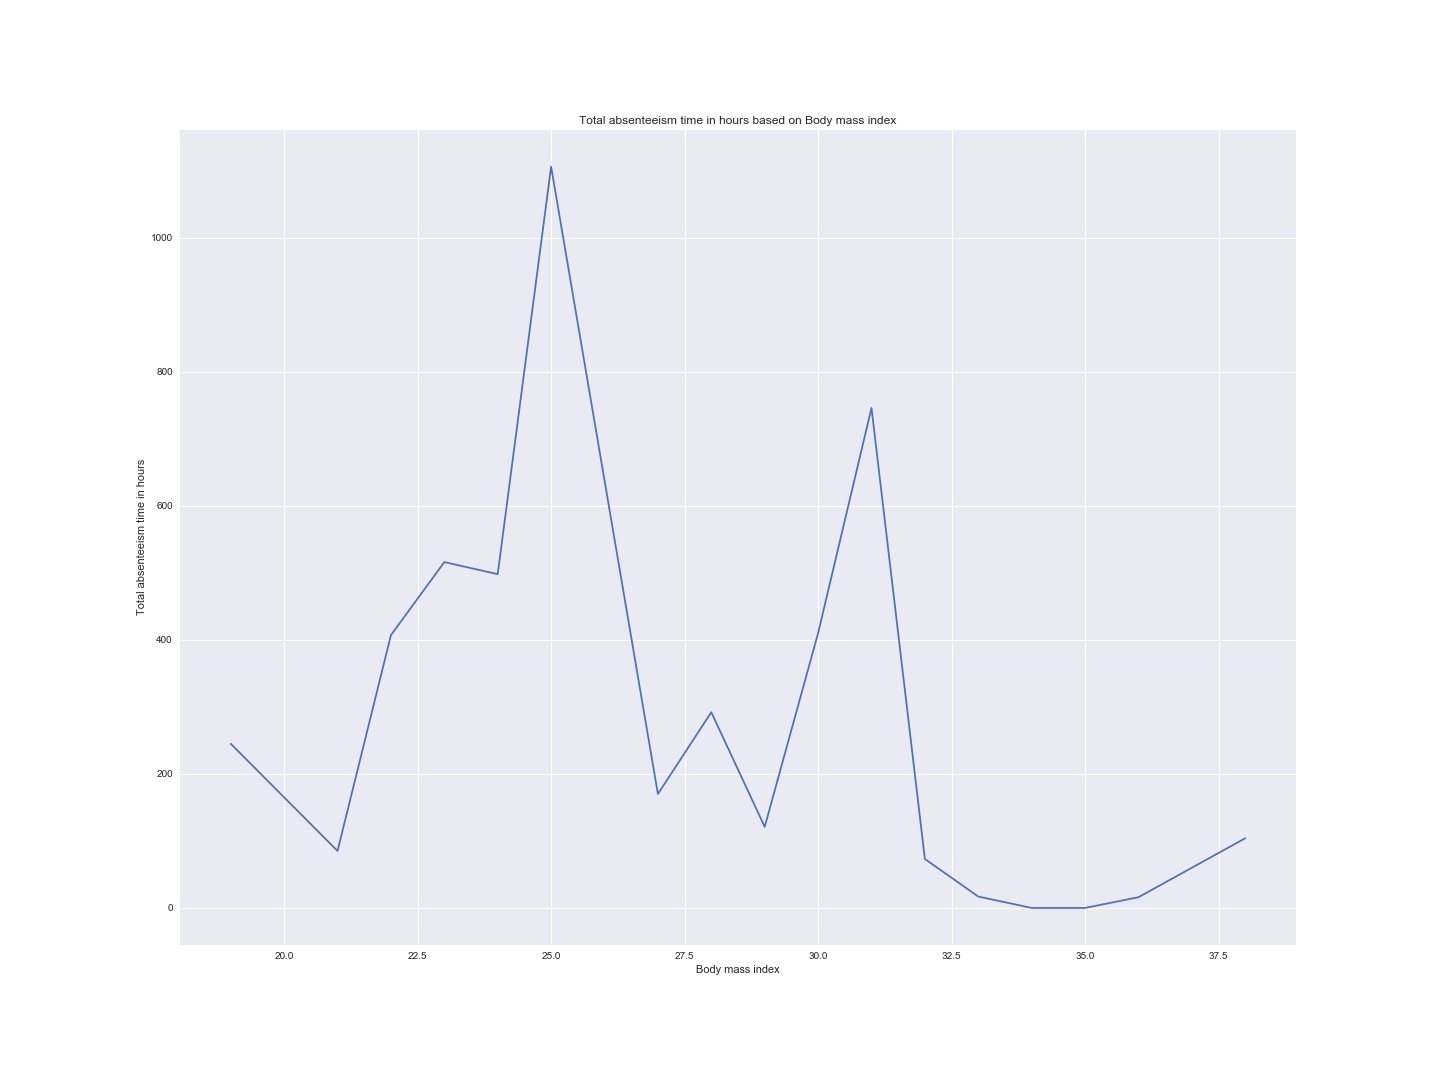 Total absenteeism time in hours based on Body mass index
1000
800
600
400
200
0
Total absenteeism time in hours
20.0 22.5 25.0 27.5 30.0 32.5 35.0 37.5
Body mass index